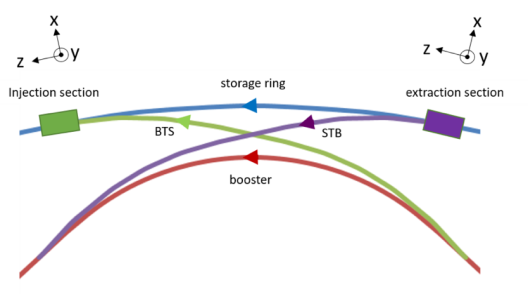 x
x
z
y
z
y
storage ring
Injection section
extraction section
BTS
STB
booster